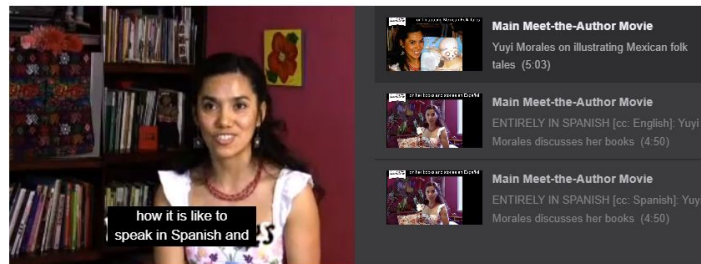 how it is like to
speak in Spanish and
Main Meet-the-Author Movie
Yuyi Morales on illustrating Mexican folk
tales (5:03)
Main Meet-the-Author Movie
ENTIRELY IN SPANISH [cc: English]: Yuyi
Morales discusses her books (4:50)
Main Meet-the-Author Movie
ENTIRELY IN SPANISH [cc: Spanish]: Yuy
Morales discusses her books (4:50)